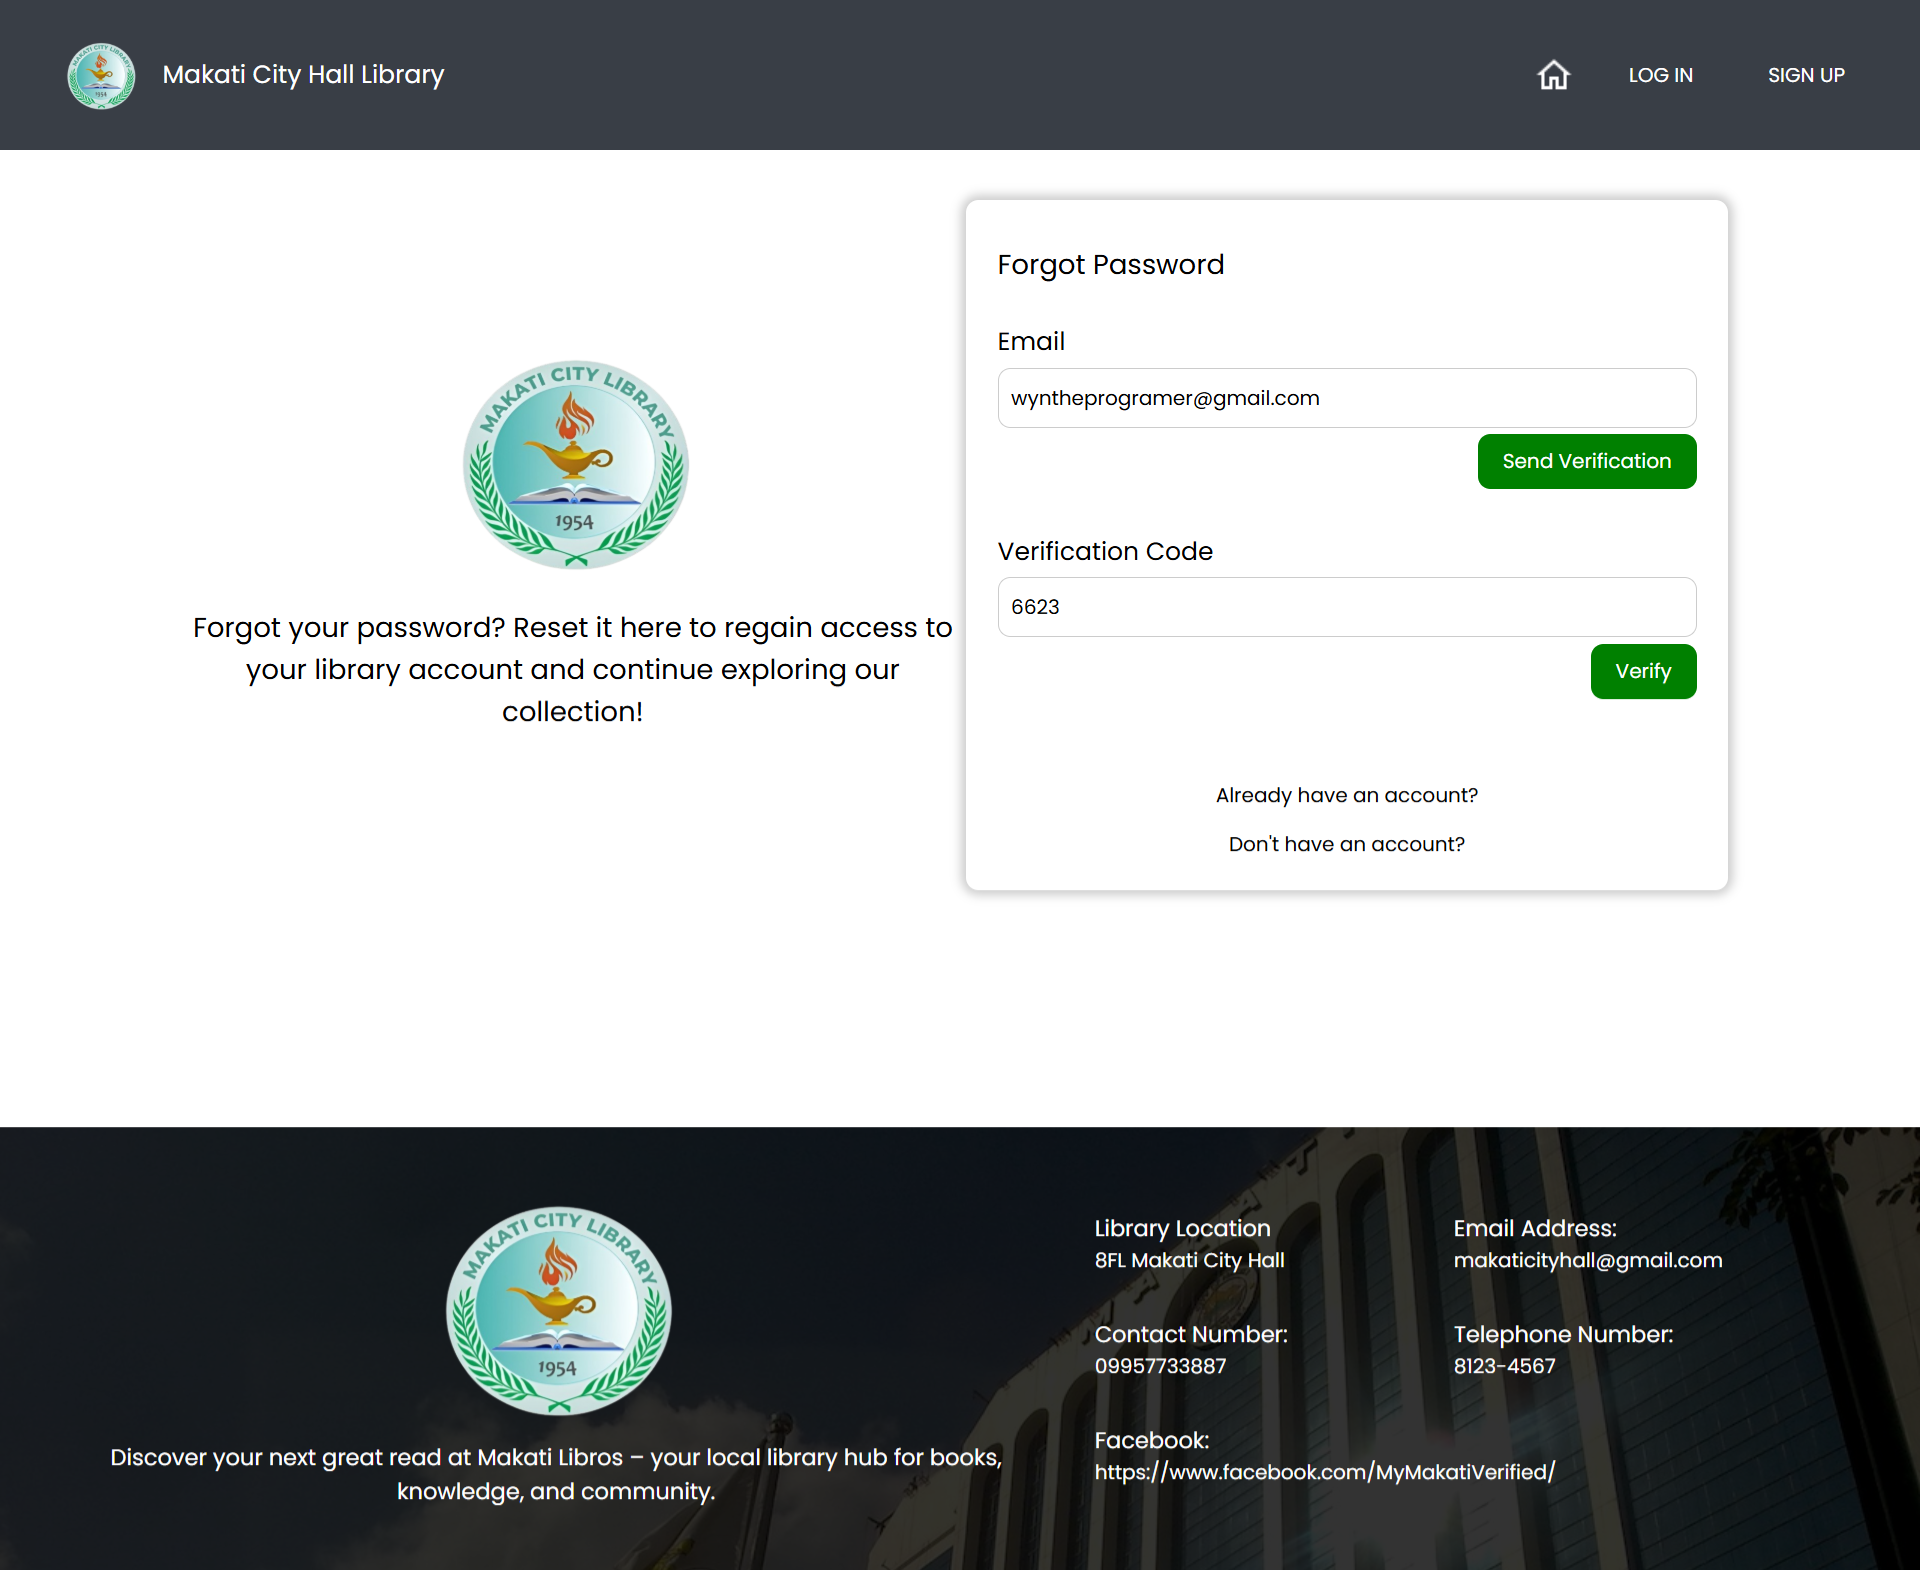 MAKATI CITY LIBRARY
1954
Makati City Hall Library
LOG IN
SIGN UP
MAKATI CITY LIBRARY
1954
Forgot your password? Reset it here to regain access to
your library account and continue exploring our
collection!
Forgot Password
Email
wyntheprogramer@gmail.com
Send Verification
Verification Code
6623
Verify
Already have an account?
Don't have an account?
MAKATI CITY LIBRARY
1954
Discover your next great read at Makati Libros – your local library hub for books,
knowledge, and community.
Library Location
8FL Makati City Hall
Email Address:
makaticityhall@gmail.com
Contact Number:
09957733887
Telephone Number:
8123-4567
Facebook:
https://www.facebook.com/MyMakatiVerified/